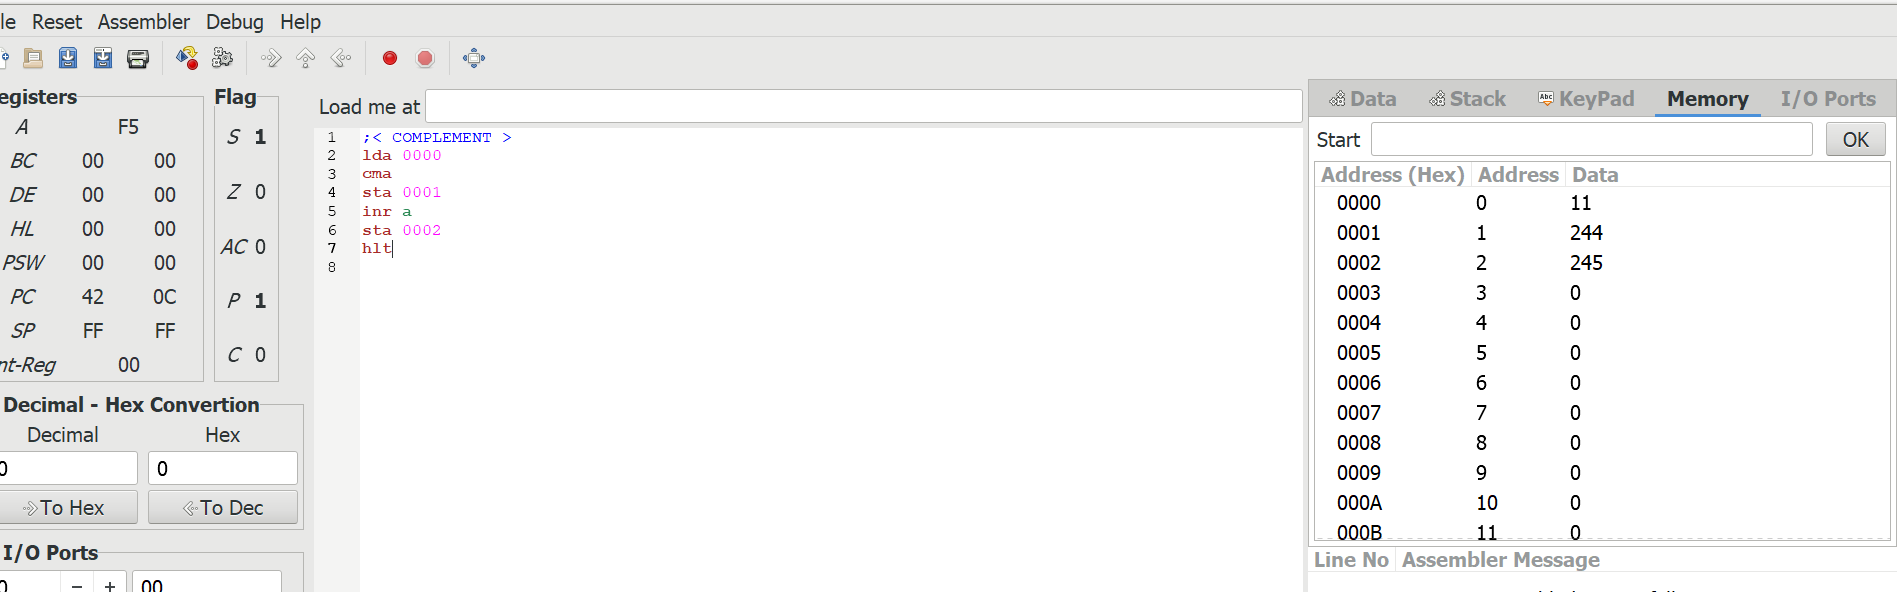 le Reset Assembler Debug Help
egisters
A F5
BC 00 00
DE 00 00
HL 00 00
PSW 00 00
PC 42 0C
SP FF FF
nt-Reg 00
Flag
S 1
Z 0
AC 0
P 1
C 0
Decimal - Hex Convertion
Decimal Hex
0 0
To Hex To Dec
I/O Ports
0 − + 00
Load me at
1 ;< COMPLEMENT >
2 lda 0000
3 cma
4 sta 0001
5 inr a
6 sta 0002
7 hlt
8
Data Stack Abc KeyPad Memory I/O Ports
Start OK
Address (Hex) Address Data
0000 0 11
0001 1 244
0002 2 245
0003 3 0
0004 4 0
0005 5 0
0006 6 0
0007 7 0
0008 8 0
0009 9 0
000A 10 0
000B 11 0
Line No Assembler Message